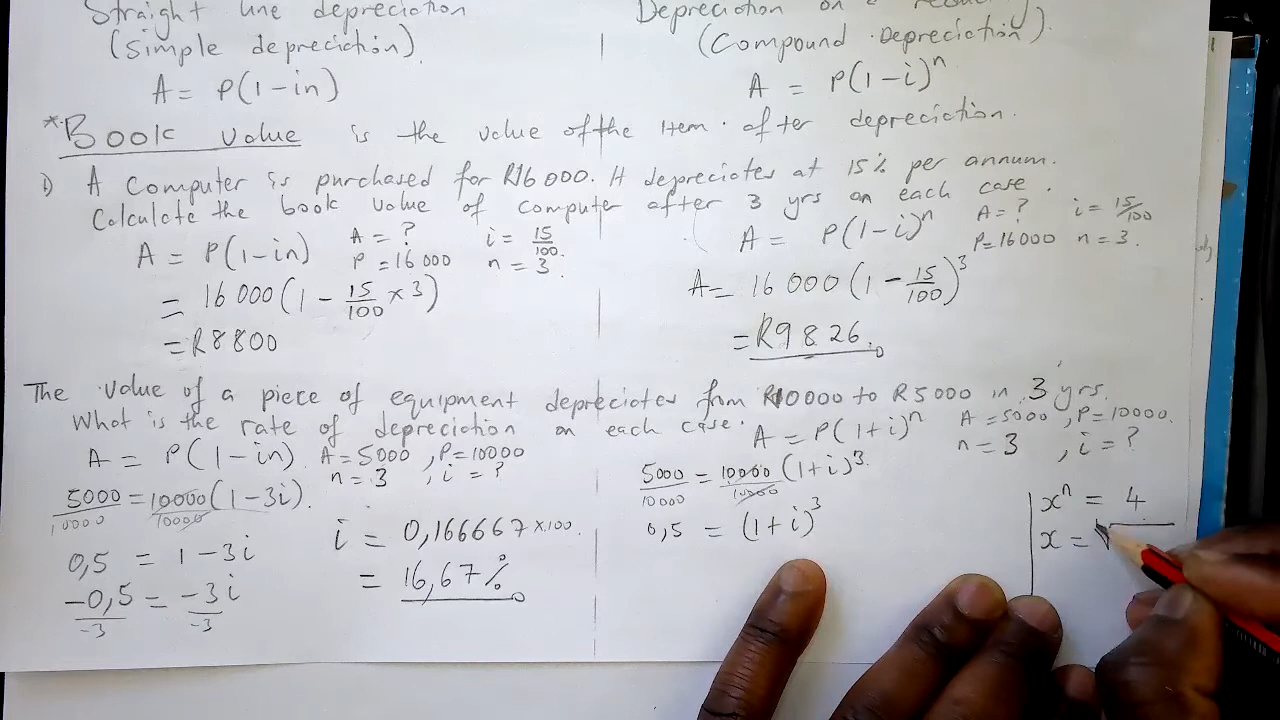 Straight line depreciation
(simple depreciation)
A = P(1-in)
Depreciation on a
(Compound Depreciation).
A = P(1-i)^n
*Book value is the value of the item after depreciation.
1) A Computer is purchased for R16 000. It depreciates at 15% per annum.
Calculate the book value of computer after 3 yrs on each case.
A = P(1-in)
A = ?
P = 16 000
i = 15/100.
n = 3.
= 16 000(1 - 15/100 × 3)
= R8800
A = P(1-i)^n
A = ?
P = 16000
i = 15/100
n = 3.
A = 16 000(1 - 15/100)^3
= R9 826.
The value of a piece of equipment depreciates from R10000 to R5000 in 3 yrs.
What is the rate of depreciation on each case.
A = P(1-in)
A = 5000, P = 10000
n = 3, i = ?
5000/10000 = 10000/10000(1-3i).
0,5 = 1-3i
-0,5/-3 = -3i/-3
i = 0,166667 ×100.
= 16,67%
A = P(1+i)^n
A = 5000, P = 10000.
n = 3, i = ?
5000/10000 = 10000/10000(1+i)^3.
0,5 = (1+i)^3
x^n = 4
x = √